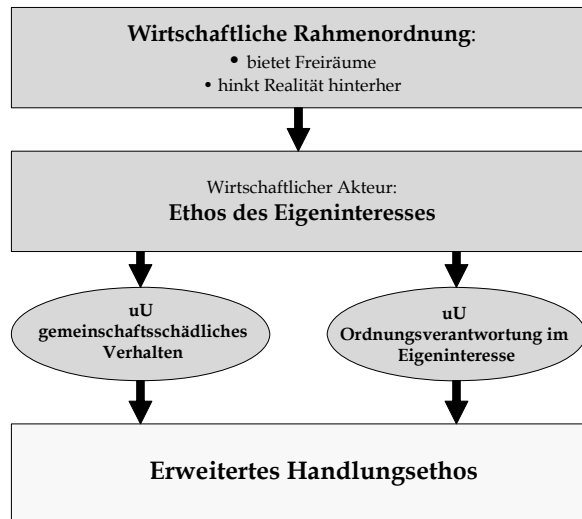 Wirtschaftliche Rahmenordnung:
• bietet Freiräume
• hinkt Realität hinterher
Wirtschaftlicher Akteur:
Ethos des Eigeninteresses
uU
gemeinschaftsschädliches
Verhalten
uU
Ordnungsverantwortung im
Eigeninteresse
Erweitertes Handlungsethos